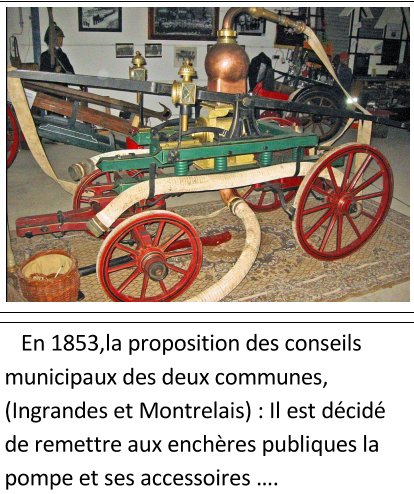 En 1853,la proposition des conseils
municipaux des deux communes,
(Ingrandes et Montrelais) : Il est décidé
de remettre aux enchères publiques la
pompe et ses accessoires ....